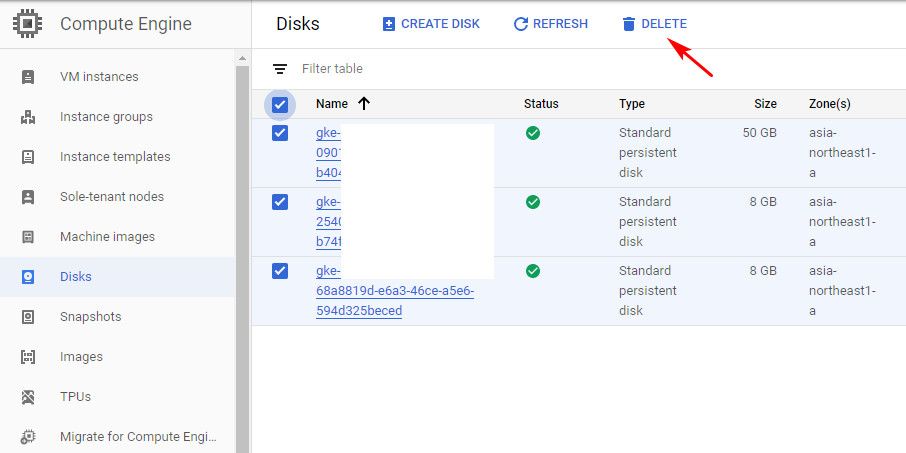 Compute Engine
Disks
CREATE DISK
REFRESH
DELETE
VM instances
Instance groups
Instance templates
Sole-tenant nodes
Machine images
Disks
Snapshots
Images
TPUs
Migrate for Compute Engi...
Filter table
Name Status Type Size Zone(s)
gke- Standard 50 GB asia-
0907 persistent northeast1-
b404 disk a
gke- Standard 8 GB asia-
2540 persistent northeast1-
b74f disk a
gke- Standard 8 GB asia-
68a8819d-e6a3-46ce-a5e6- persistent northeast1-
594d325beced disk a